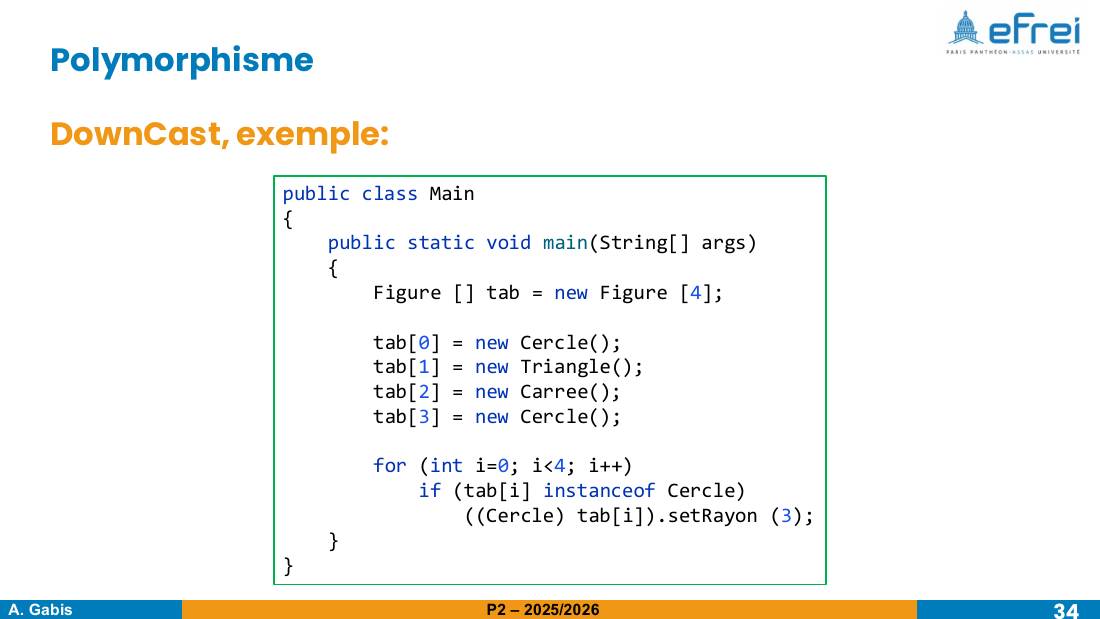 efrei
PARIS PANTHÉON-ASSAS UNIVERSITÉ
Polymorphisme
DownCast, exemple:
public class Main
{
    public static void main(String[] args)
    {
        Figure [] tab = new Figure [4];
        tab[0] = new Cercle();
        tab[1] = new Triangle();
        tab[2] = new Carree();
        tab[3] = new Cercle();
        for (int i=0; i<4; i++)
            if (tab[i] instanceof Cercle)
                ((Cercle) tab[i]).setRayon (3);
    }
}
A. Gabis
P2 – 2025/2026
34